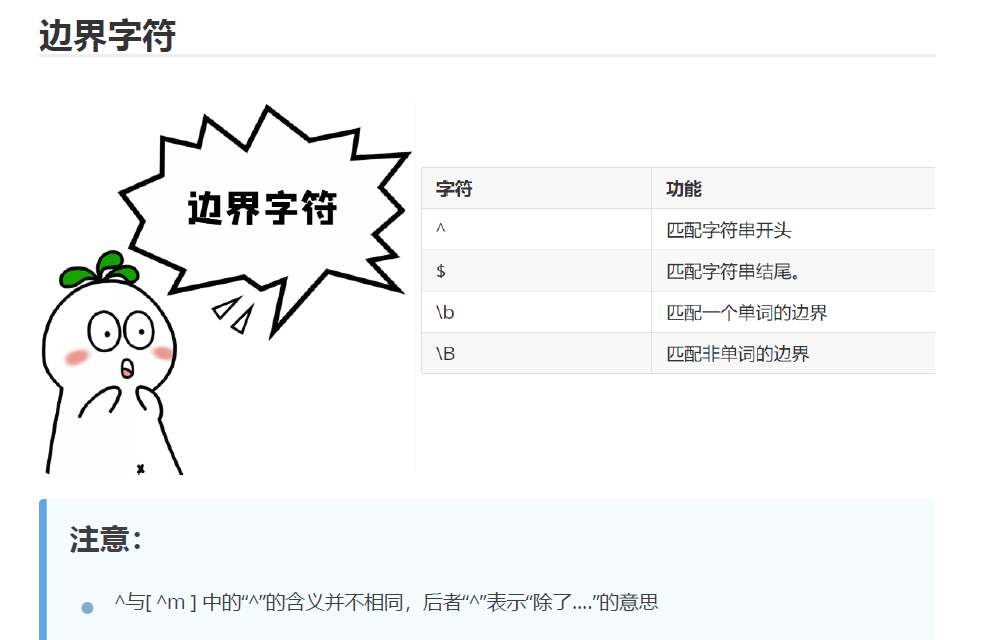 边界字符
边界字符
字符 功能
^ 匹配字符串开头
$ 匹配字符串结尾。
\b 匹配一个单词的边界
\B 匹配非单词的边界
注意：
^与[ ^m ] 中的“^”的含义并不相同，后者“^”表示“除了....”的意思